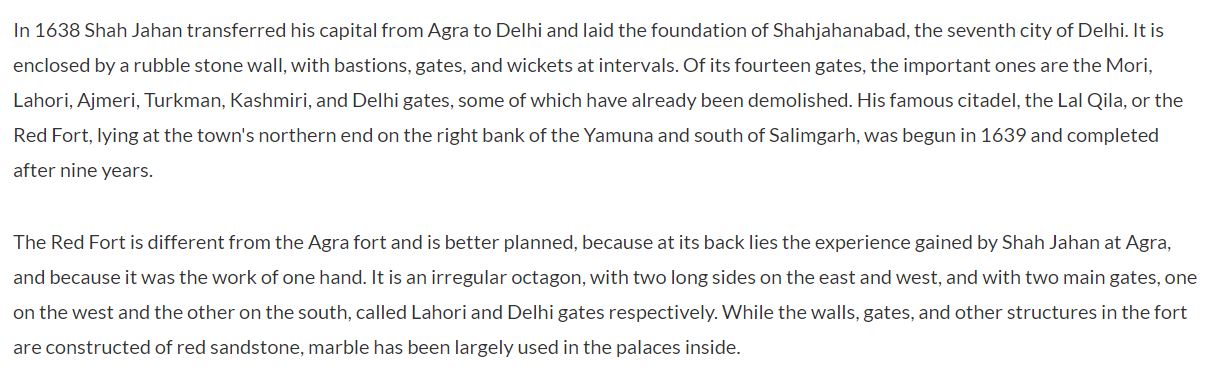 In 1638 Shah Jahan transferred his capital from Agra to Delhi and laid the foundation of Shahjahanabad, the seventh city of Delhi. It is
enclosed by a rubble stone wall, with bastions, gates, and wickets at intervals. Of its fourteen gates, the important ones are the Mori,
Lahori, Ajmeri, Turkman, Kashmiri, and Delhi gates, some of which have already been demolished. His famous citadel, the Lal Qila, or the
Red Fort, lying at the town's northern end on the right bank of the Yamuna and south of Salimgarh, was begun in 1639 and completed
after nine years.
The Red Fort is different from the Agra fort and is better planned, because at its back lies the experience gained by Shah Jahan at Agra,
and because it was the work of one hand. It is an irregular octagon, with two long sides on the east and west, and with two main gates, one
on the west and the other on the south, called Lahori and Delhi gates respectively. While the walls, gates, and other structures in the fort
are constructed of red sandstone, marble has been largely used in the palaces inside.